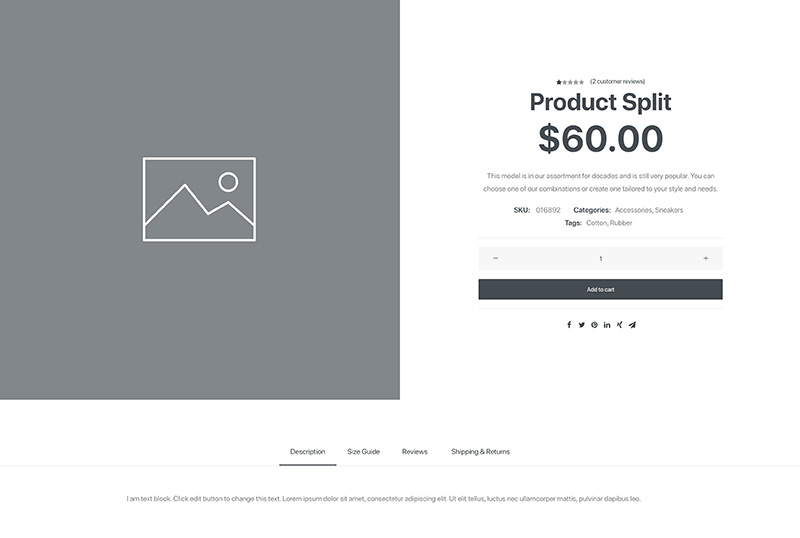 (2 customer reviews)
Product Split
$60.00
This model is in our assortment for decades and is still very popular. You can
choose one of our combinations or create one tailored to your style and needs.
SKU: 016892 Categories: Accessories, Sneakers
Tags: Cotton, Rubber
− 1 +
Add to cart
Description Size Guide Reviews Shipping & Returns
I am text block. Click edit button to change this text. Lorem ipsum dolor sit amet, consectetur adipiscing elit. Ut elit tellus, luctus nec ullamcorper mattis, pulvinar dapibus leo.